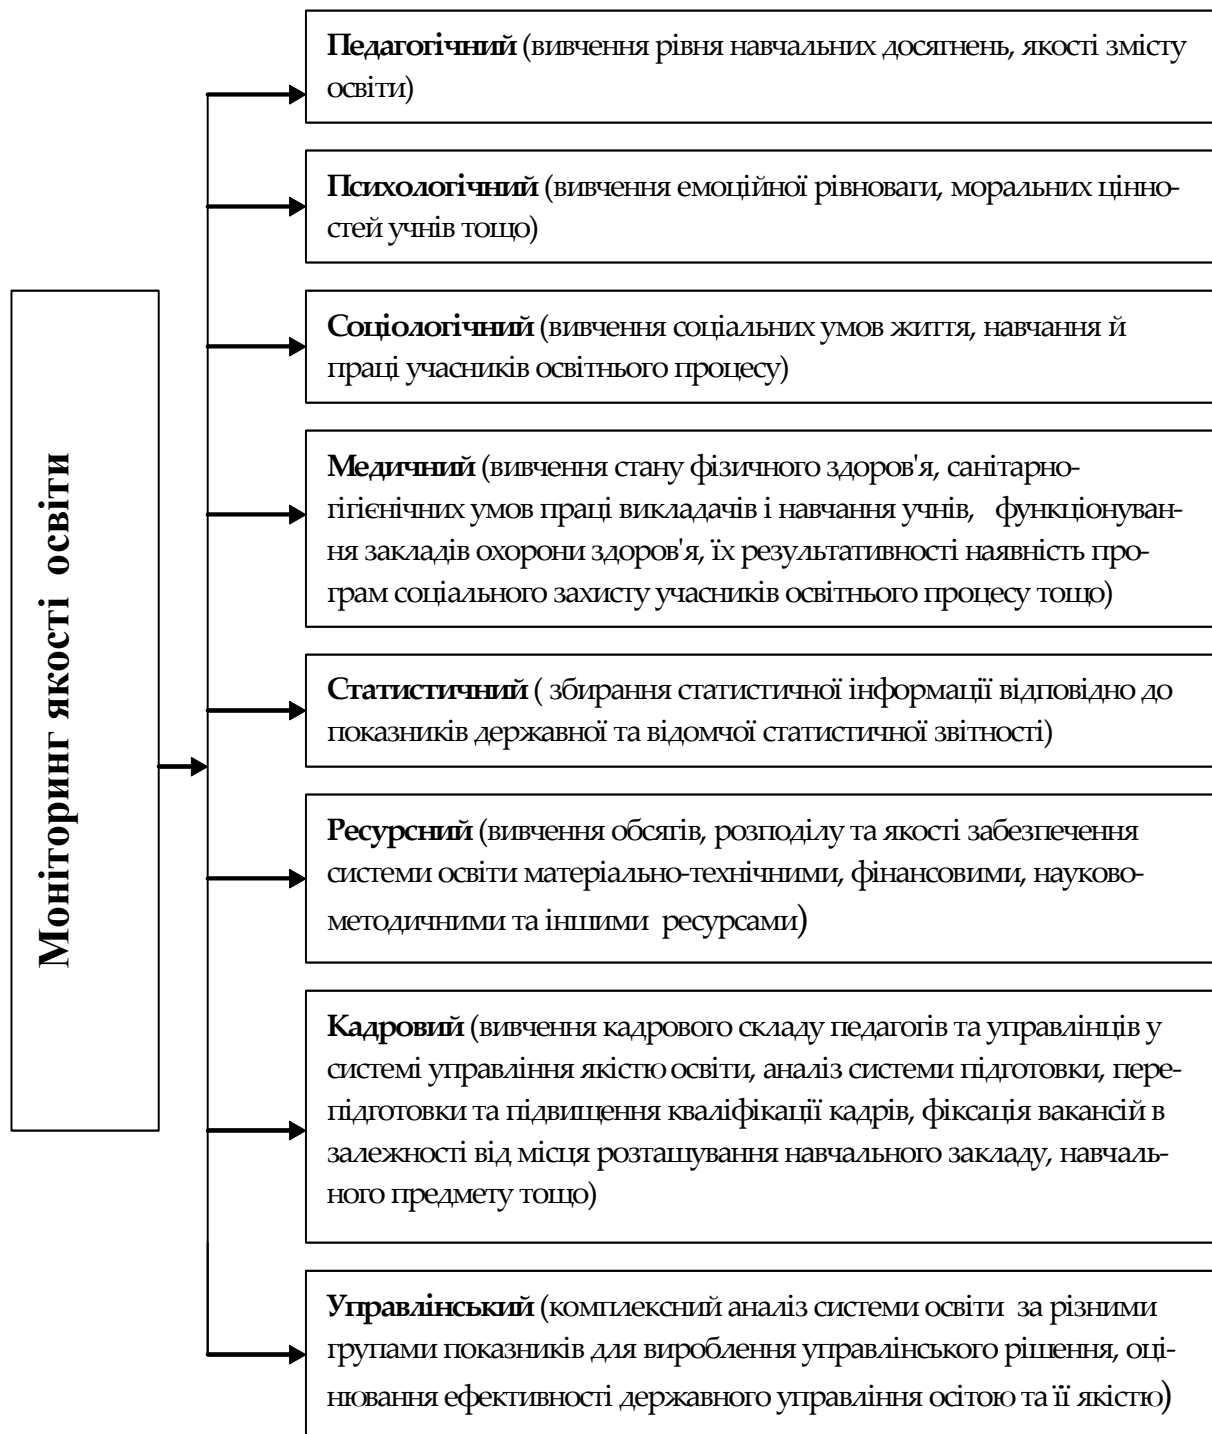 Моніторинг якості освіти
Педагогічний (вивчення рівня навчальних досягнень, якості змісту
освіти)
Психологічний (вивчення емоційної рівноваги, моральних цінно-
стей учнів тощо)
Соціологічний (вивчення соціальних умов життя, навчання й
праці учасників освітнього процесу)
Медичний (вивчення стану фізичного здоров'я, санітарно-
гігієнічних умов праці викладачів і навчання учнів, функціонуван-
ня закладів охорони здоров'я, їх результативності наявність про-
грам соціального захисту учасників освітнього процесу тощо)
Статистичний ( збирання статистичної інформації відповідно до
показників державної та відомчої статистичної звітності)
Ресурсний (вивчення обсягів, розподілу та якості забезпечення
системи освіти матеріально-технічними, фінансовими, науково-
методичними та іншими ресурсами)
Кадровий (вивчення кадрового складу педагогів та управлінців у
системі управління якістю освіти, аналіз системи підготовки, пере-
підготовки та підвищення кваліфікації кадрів, фіксація вакансій в
залежності від місця розташування навчального закладу, навчаль-
ного предмету тощо)
Управлінський (комплексний аналіз системи освіти за різними
групами показників для вироблення управлінського рішення, оці-
нювання ефективності державного управління осітою та її якістю)